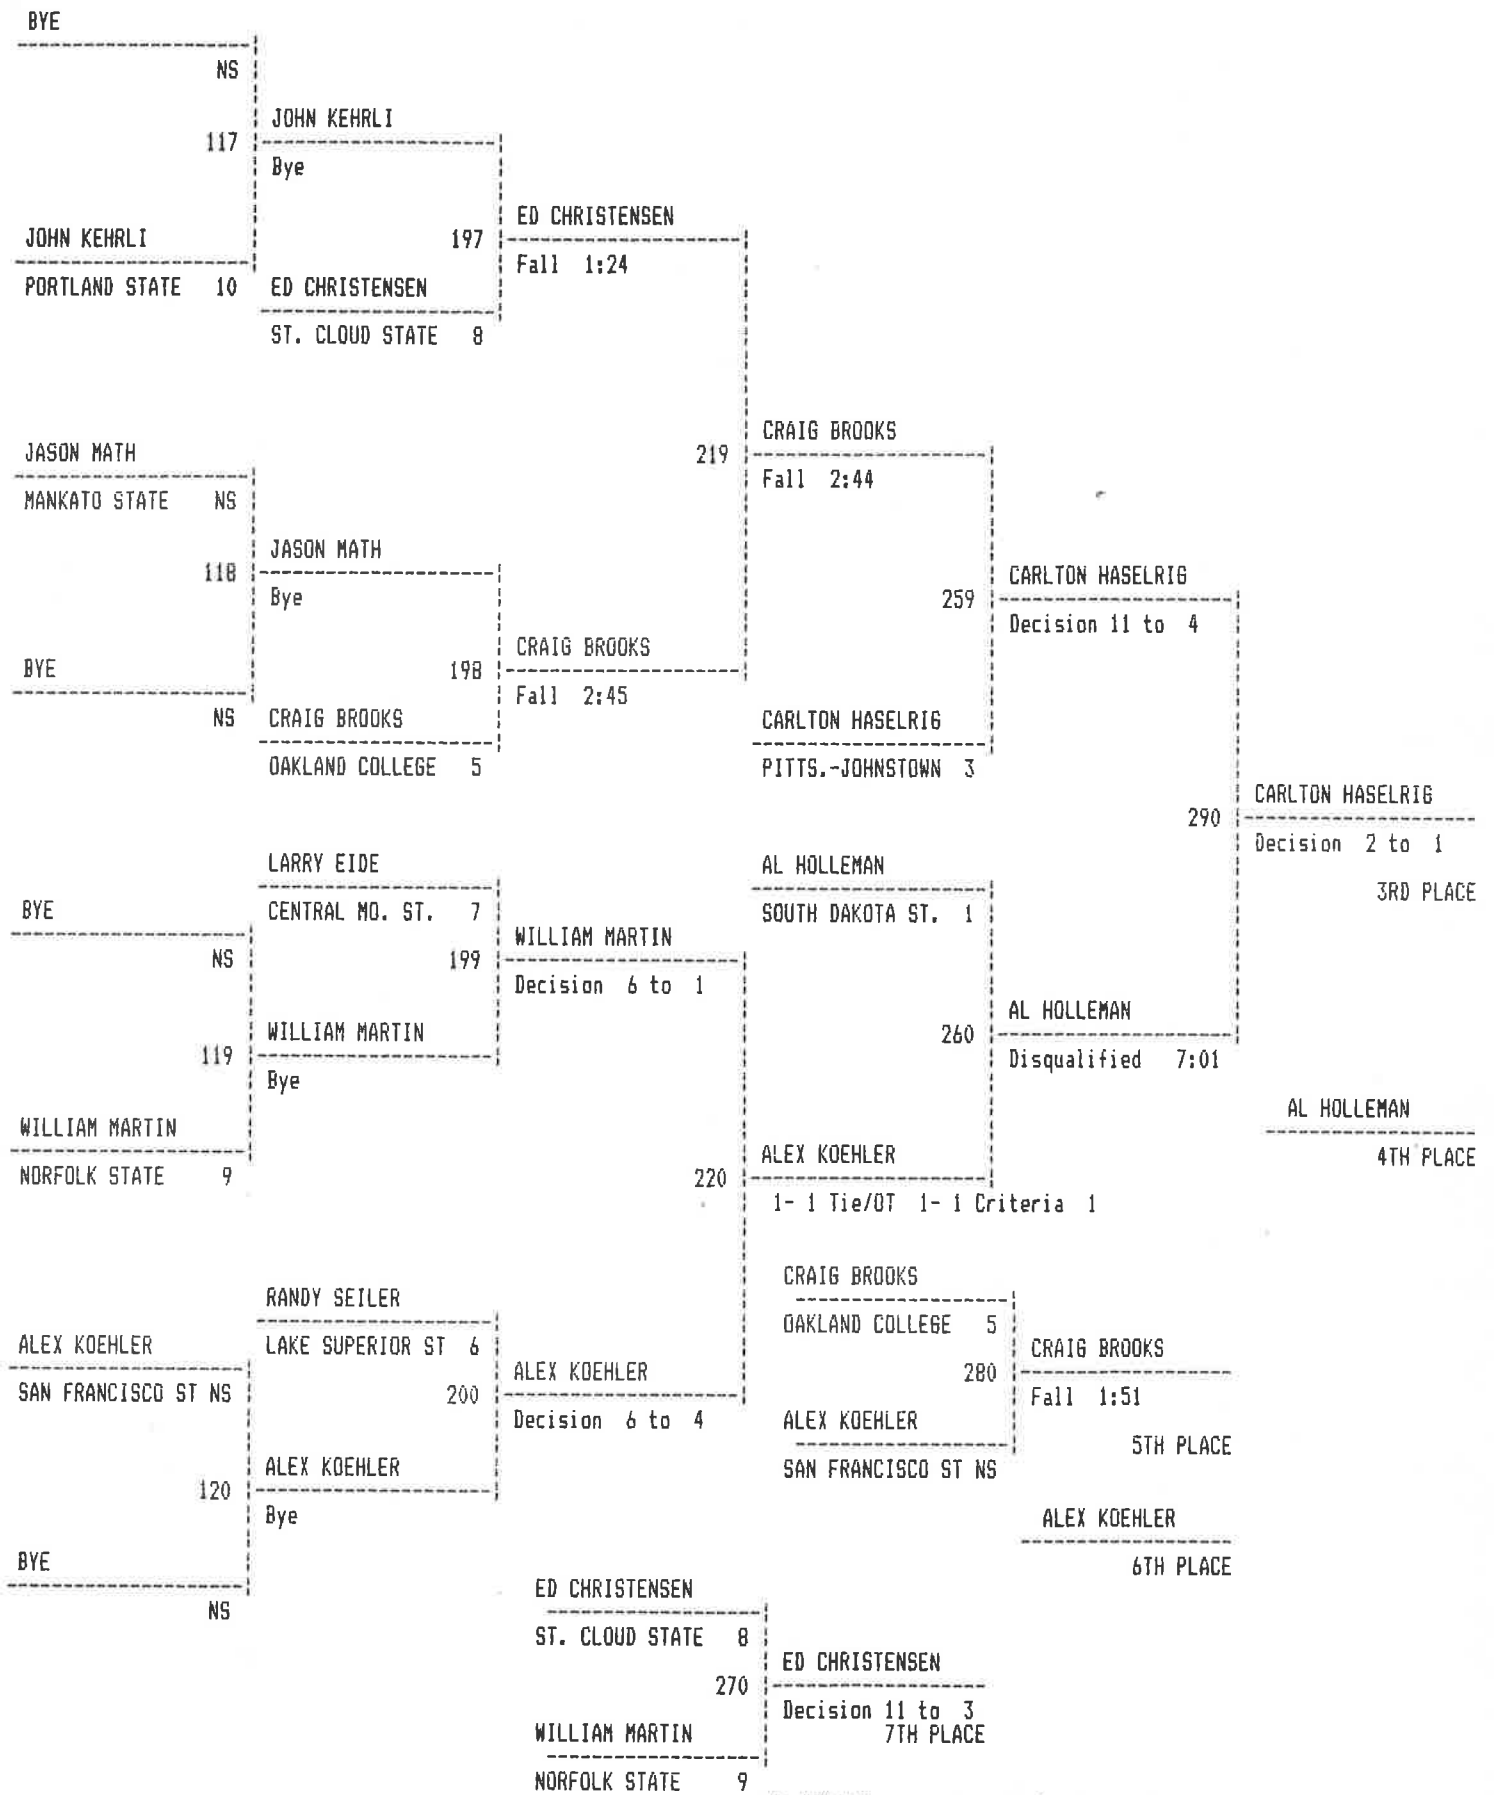 BYE
NS
JOHN KEHRLI
117
Bye
ED CHRISTENSEN
JOHN KEHRLI
197
Fall 1:24
PORTLAND STATE 10
ED CHRISTENSEN
ST. CLOUD STATE 8
CRAIG BROOKS
JASON MATH
219
Fall 2:44
MANKATO STATE NS
JASON MATH
118
CARLTON HASELRIG
Bye
259
Decision 11 to 4
CRAIG BROOKS
BYE
198
Fall 2:45
NS
CRAIG BROOKS
CARLTON HASELRIG
OAKLAND COLLEGE 5
PITTS.-JOHNSTOWN 3
CARLTON HASELRIG
290
Decision 2 to 1
LARRY EIDE
AL HOLLEMAN
3RD PLACE
BYE
CENTRAL MO. ST. 7
SOUTH DAKOTA ST. 1
WILLIAM MARTIN
NS
199
Decision 6 to 1
AL HOLLEMAN
WILLIAM MARTIN
260
119
Disqualified 7:01
Bye
AL HOLLEMAN
WILLIAM MARTIN
4TH PLACE
ALEX KOEHLER
NORFOLK STATE 9
220
1- 1 Tie/OT 1- 1 Criteria 1
CRAIG BROOKS
RANDY SEILER
OAKLAND COLLEGE 5
ALEX KOEHLER
LAKE SUPERIOR ST 6
CRAIG BROOKS
ALEX KOEHLER
280
SAN FRANCISCO ST NS
200
Fall 1:51
Decision 6 to 4
ALEX KOEHLER
5TH PLACE
ALEX KOEHLER
SAN FRANCISCO ST NS
120
Bye
ALEX KOEHLER
BYE
6TH PLACE
ED CHRISTENSEN
NS
ST. CLOUD STATE 8
ED CHRISTENSEN
270
Decision 11 to 3
WILLIAM MARTIN
7TH PLACE
NORFOLK STATE 9